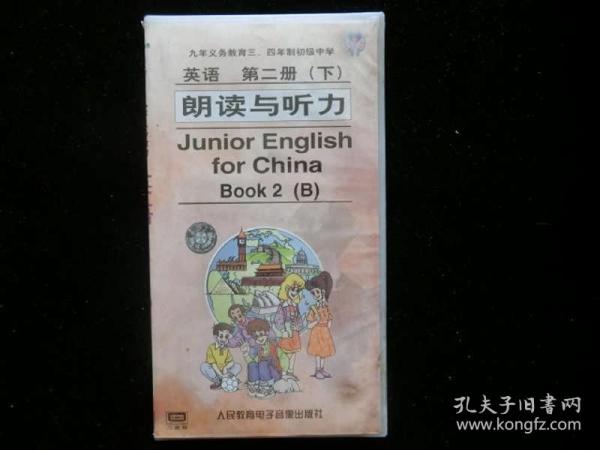 九年义务教育三、四年制初级中学
英语 第二册（下）
朗读与听力
Junior English
for China
Book 2 (B)
人民教育电子音像出版社
孔夫子旧书网
www.kongfz.com